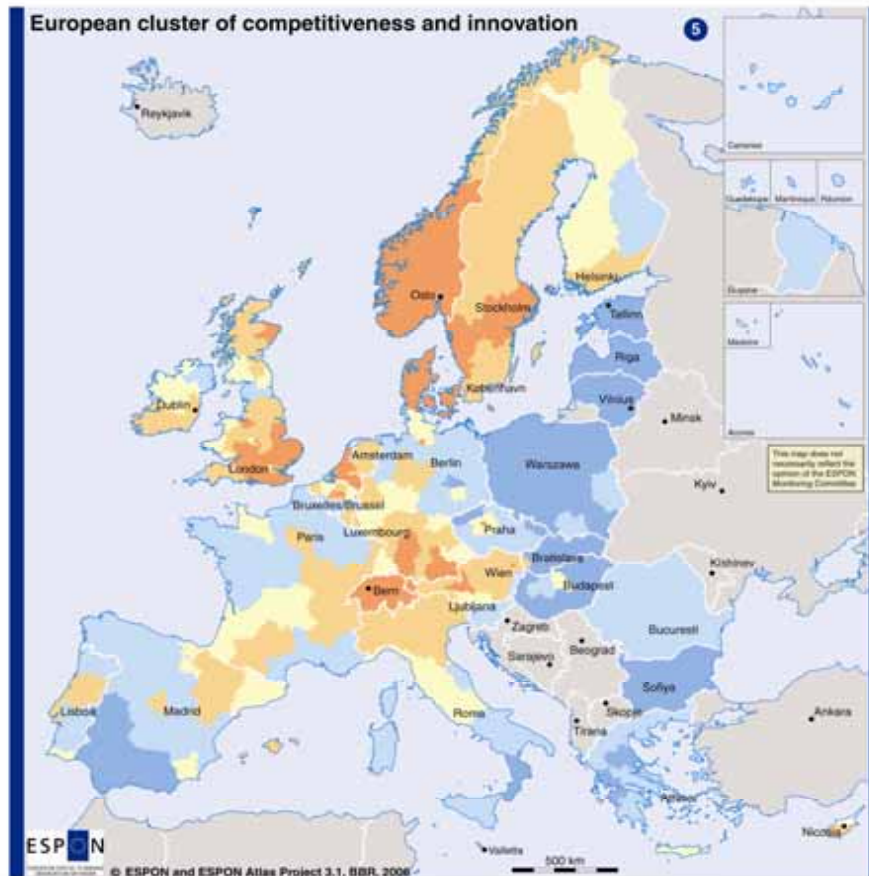 European cluster of competitiveness and innovation
5
Reykjavik
Canarias
Guadeloupe Martinique Réunion
Guyane
Madeira
Acores
This map does not
necessarily reflect the
opinion of the ESPON
Monitoring Committee
Helsinki
Oslo
Stockholm
Tallinn
Riga
København
Vilnius
Minsk
Dublin
London
Amsterdam
Berlin
Warszawa
Kyiv
Bruxelles/Brussel
Luxembourg
Praha
Paris
Bratislava
Wien
Budapest
Kishinev
Bern
Ljubljana
Zagreb
Bucuresti
Beograd
Sarajevo
Sofiya
Skopje
Tirana
Ankara
Lisboa
Madrid
Roma
Athinai
Nicosia
Valletta
500 km
ESPON
© ESPON and ESPON Atlas Project 3.1, BBR, 2006